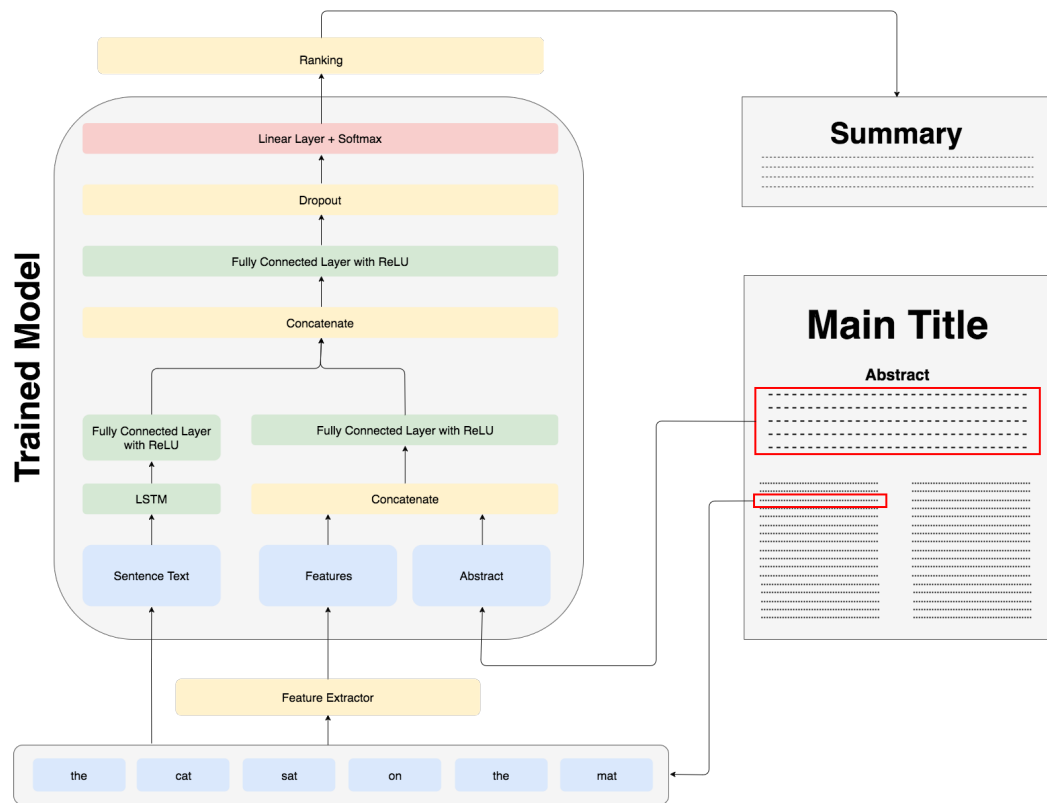 Ranking
Linear Layer + Softmax
Dropout
Fully Connected Layer with ReLU
Concatenate
Fully Connected Layer
with ReLU
Fully Connected Layer with ReLU
LSTM
Concatenate
Sentence Text
Features
Abstract
Feature Extractor
the cat sat on the mat
Trained Model
Summary
Main Title
Abstract